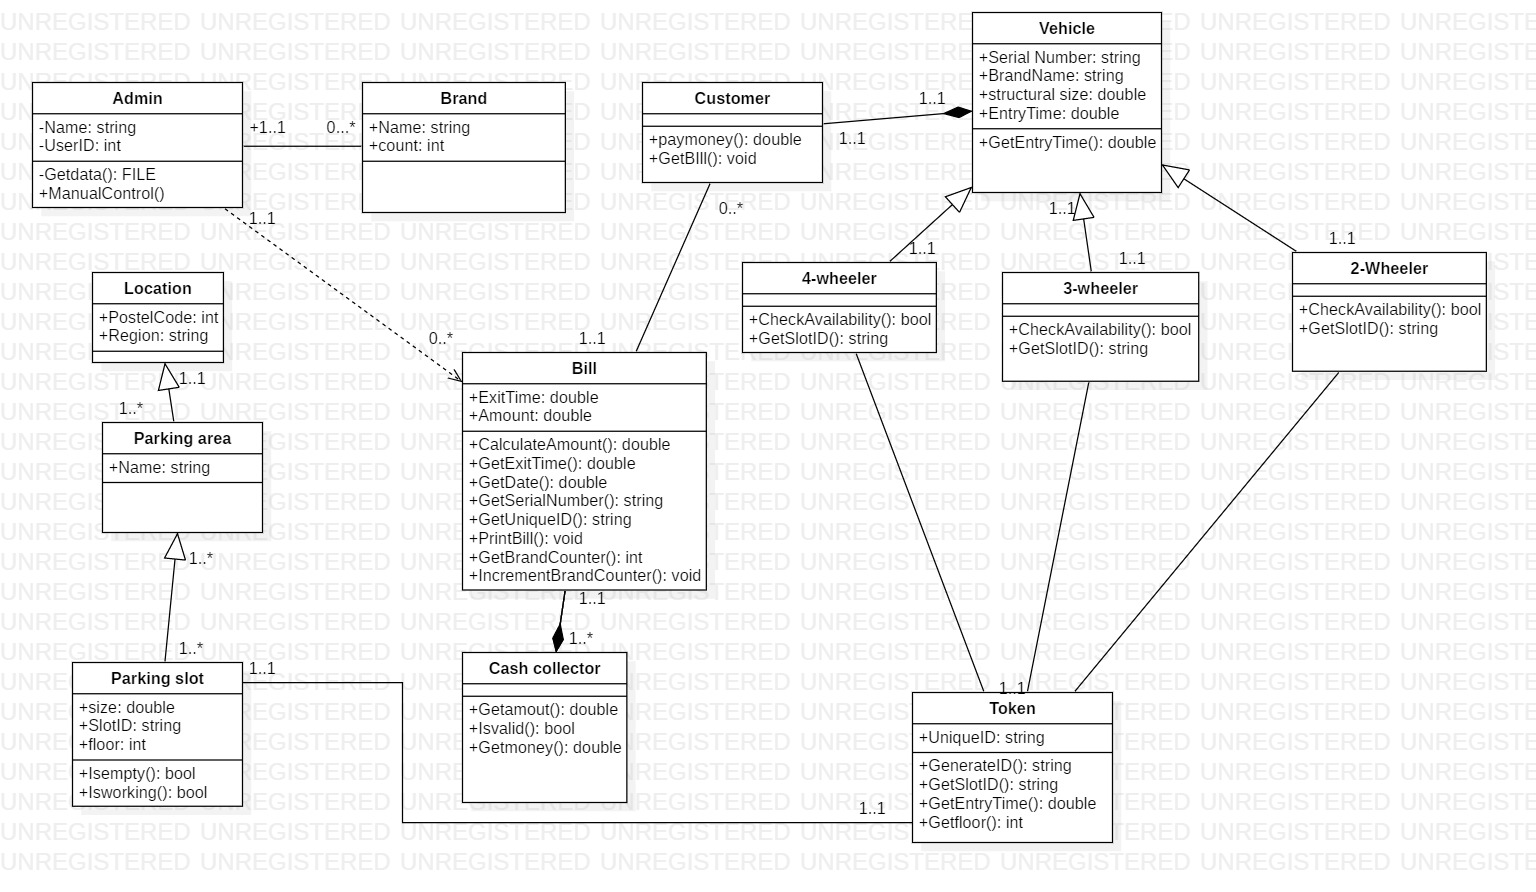 Vehicle
+Serial Number: string
+BrandName: string
+structural size: double
+EntryTime: double
+GetEntryTime(): double
Admin
-Name: string
-UserID: int
-Getdata(): FILE
+ManualControl()
+1..1
0...*
Brand
+Name: string
+count: int
Customer
+paymoney(): double
+GetBIll(): void
1..1
1..1
1..1
0..*
0..*
1..1
Location
+PostelCode: int
+Region: string
1..1
1..*
Parking area
+Name: string
1..*
1..*
Parking slot
+size: double
+SlotID: string
+floor: int
+Isempty(): bool
+Isworking(): bool
1..1
Bill
+ExitTime: double
+Amount: double
+CalculateAmount(): double
+GetExitTime(): double
+GetDate(): double
+GetSerialNumber(): string
+GetUniqueID(): string
+PrintBill(): void
+GetBrandCounter(): int
+IncrementBrandCounter(): void
1..1
1..*
Cash collector
+Getamout(): double
+Isvalid(): bool
+Getmoney(): double
1..1
4-wheeler
+CheckAvailability(): bool
+GetSlotID(): string
1..1
1..1
3-wheeler
+CheckAvailability(): bool
+GetSlotID(): string
1..1
2-Wheeler
+CheckAvailability(): bool
+GetSlotID(): string
1..1
Token
+UniqueID: string
+GenerateID(): string
+GetSlotID(): string
+GetEntryTime(): double
+Getfloor(): int
1..1
UNREGISTERED